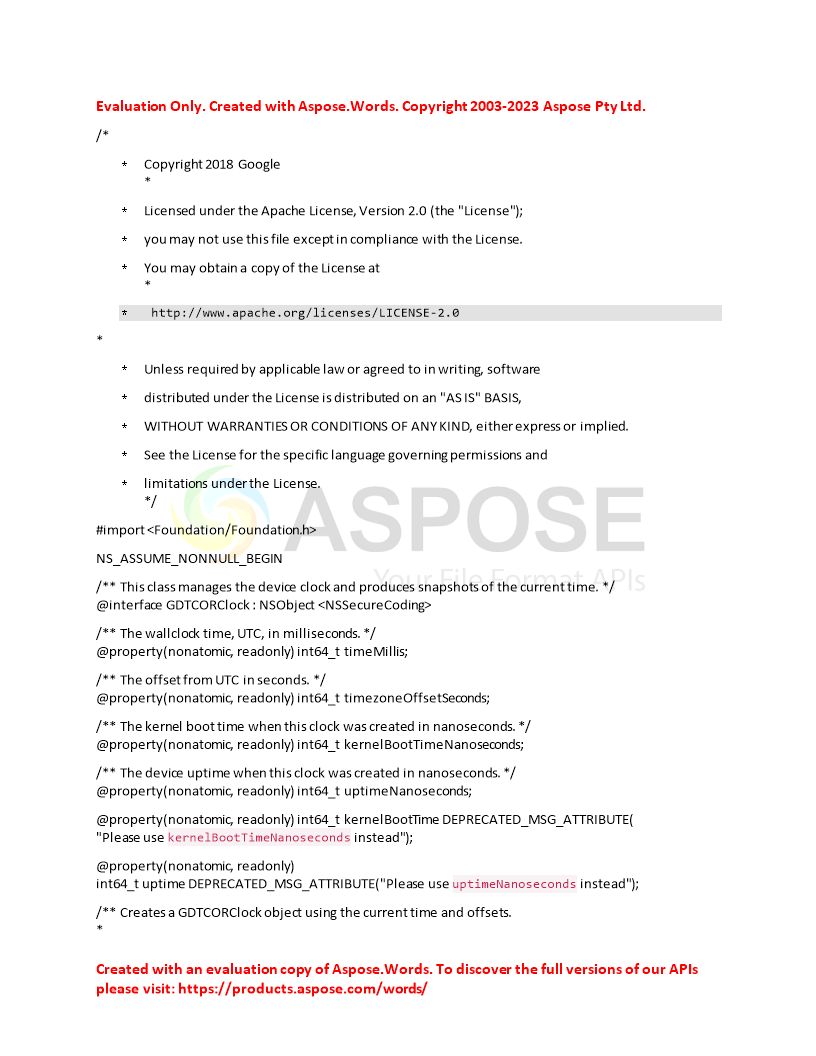 Evaluation Only. Created with Aspose.Words. Copyright 2003-2023 Aspose Pty Ltd.
/*
* Copyright 2018 Google
*
* Licensed under the Apache License, Version 2.0 (the "License");
* you may not use this file except in compliance with the License.
* You may obtain a copy of the License at
*
* http://www.apache.org/licenses/LICENSE-2.0
*
* Unless required by applicable law or agreed to in writing, software
* distributed under the License is distributed on an "AS IS" BASIS,
* WITHOUT WARRANTIES OR CONDITIONS OF ANY KIND, either express or implied.
* See the License for the specific language governing permissions and
* limitations under the License.
*/
ASPOSE
#import <Foundation/Foundation.h>
NS_ASSUME_NONNULL_BEGIN
Your File Format APIs
/** This class manages the device clock and produces snapshots of the current time. */
@interface GDTCORClock : NSObject <NSSecureCoding>
/** The wallclock time, UTC, in milliseconds. */
@property(nonatomic, readonly) int64_t timeMillis;
/** The offset from UTC in seconds. */
@property(nonatomic, readonly) int64_t timezoneOffsetSeconds;
/** The kernel boot time when this clock was created in nanoseconds. */
@property(nonatomic, readonly) int64_t kernelBootTimeNanoseconds;
/** The device uptime when this clock was created in nanoseconds. */
@property(nonatomic, readonly) int64_t uptimeNanoseconds;
@property(nonatomic, readonly) int64_t kernelBootTime DEPRECATED_MSG_ATTRIBUTE(
"Please use kernelBootTimeNanoseconds instead");
@property(nonatomic, readonly)
int64_t uptime DEPRECATED_MSG_ATTRIBUTE("Please use uptimeNanoseconds instead");
/** Creates a GDTCORClock object using the current time and offsets.
*
Created with an evaluation copy of Aspose.Words. To discover the full versions of our APIs
please visit: https://products.aspose.com/words/